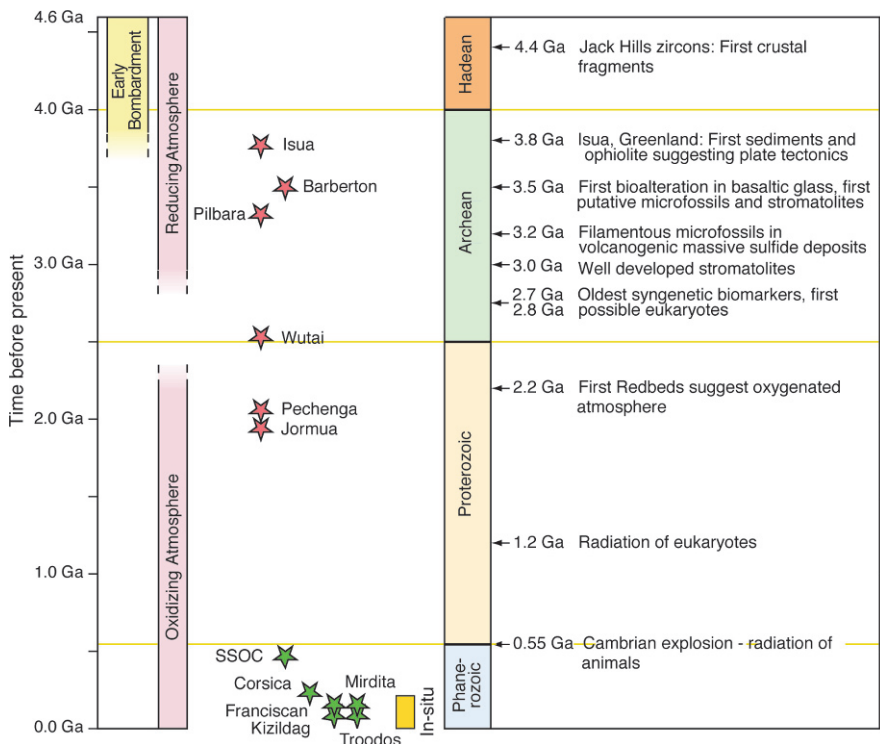 4.6 Ga
4.0 Ga
3.0 Ga
2.0 Ga
1.0 Ga
0.0 Ga
Time before present
Early
Bombardment
Reducing Atmosphere
Oxidizing Atmosphere
Isua
Barberton
Pilbara
Wutai
Pechenga
Jormua
SSOC
Corsica
Mirdita
Franciscan
Kizildag
Troodos
In-situ
Hadean
Archean
Proterozoic
Phane-
rozoic
4.4 Ga Jack Hills zircons: First crustal
fragments
3.8 Ga Isua, Greenland: First sediments and
ophiolite suggesting plate tectonics
3.5 Ga First bioalteration in basaltic glass, first
putative microfossils and stromatolites
3.2 Ga Filamentous microfossils in
volcanogenic massive sulfide deposits
3.0 Ga Well developed stromatolites
2.7 Ga Oldest syngenetic biomarkers, first
2.8 Ga possible eukaryotes
2.2 Ga First Redbeds suggest oxygenated
atmosphere
1.2 Ga Radiation of eukaryotes
0.55 Ga Cambrian explosion - radiation of
animals